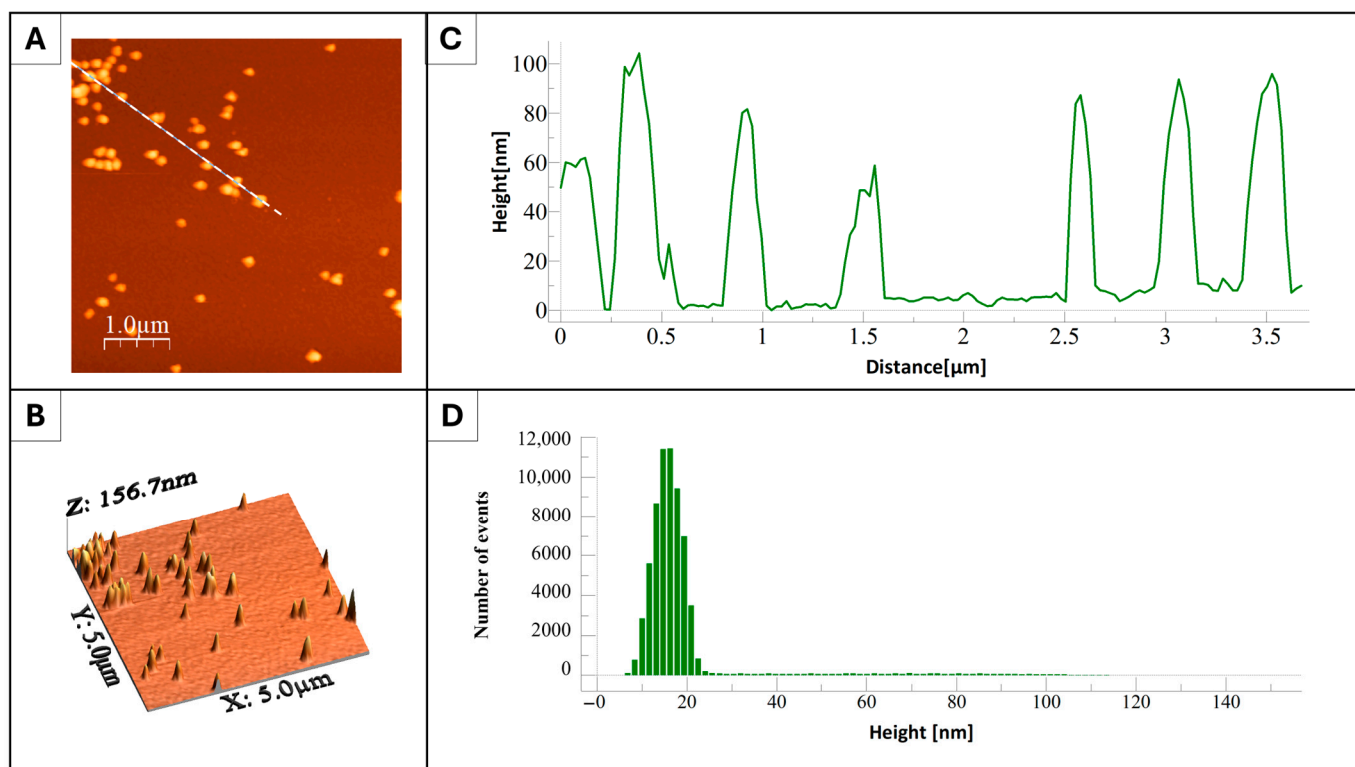 A
1.0μm
B
Z: 156.7nm
Y: 5.0μm
X: 5.0μm
C
Height[nm]
100
80
60
40
20
0
0 0.5 1 1.5 2 2.5 3 3.5
Distance[μm]
D
Number of events
12,000
10,000
8000
6000
4000
2000
0
−0 20 40 60 80 100 120 140
Height [nm]